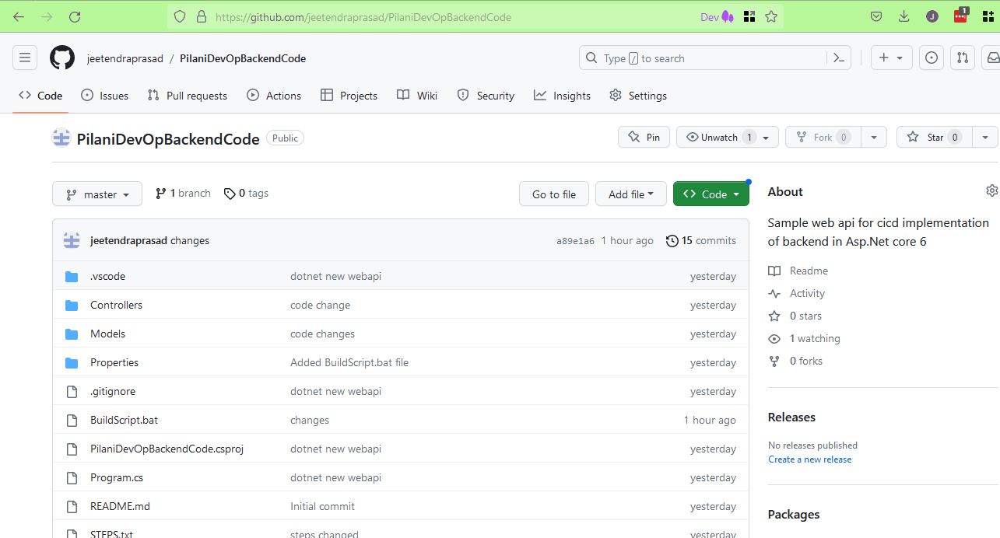 https://github.com/jeetendraprasad/PilaniDevOpBackendCode Dev J 1
jeetendraprasad / PilaniDevOpBackendCode Type / to search
Code Issues Pull requests Actions Projects Wiki Security Insights Settings
PilaniDevOpBackendCode Public Pin Unwatch 1 Fork 0 Star 0
master 1 branch 0 tags Go to file Add file Code
jeetendraprasad changes a89e1a6 1 hour ago 15 commits
.vscode dotnet new webapi yesterday
Controllers code change yesterday
Models code changes yesterday
Properties Added BuildScript.bat file yesterday
.gitignore dotnet new webapi yesterday
BuildScript.bat changes 1 hour ago
PilaniDevOpBackendCode.csproj dotnet new webapi yesterday
Program.cs dotnet new webapi yesterday
README.md Initial commit yesterday
STEPS.txt steps changed yesterday
About
Sample web api for cicd implementation
of backend in Asp.Net core 6
Readme
Activity
0 stars
1 watching
0 forks
Releases
No releases published
Create a new release
Packages